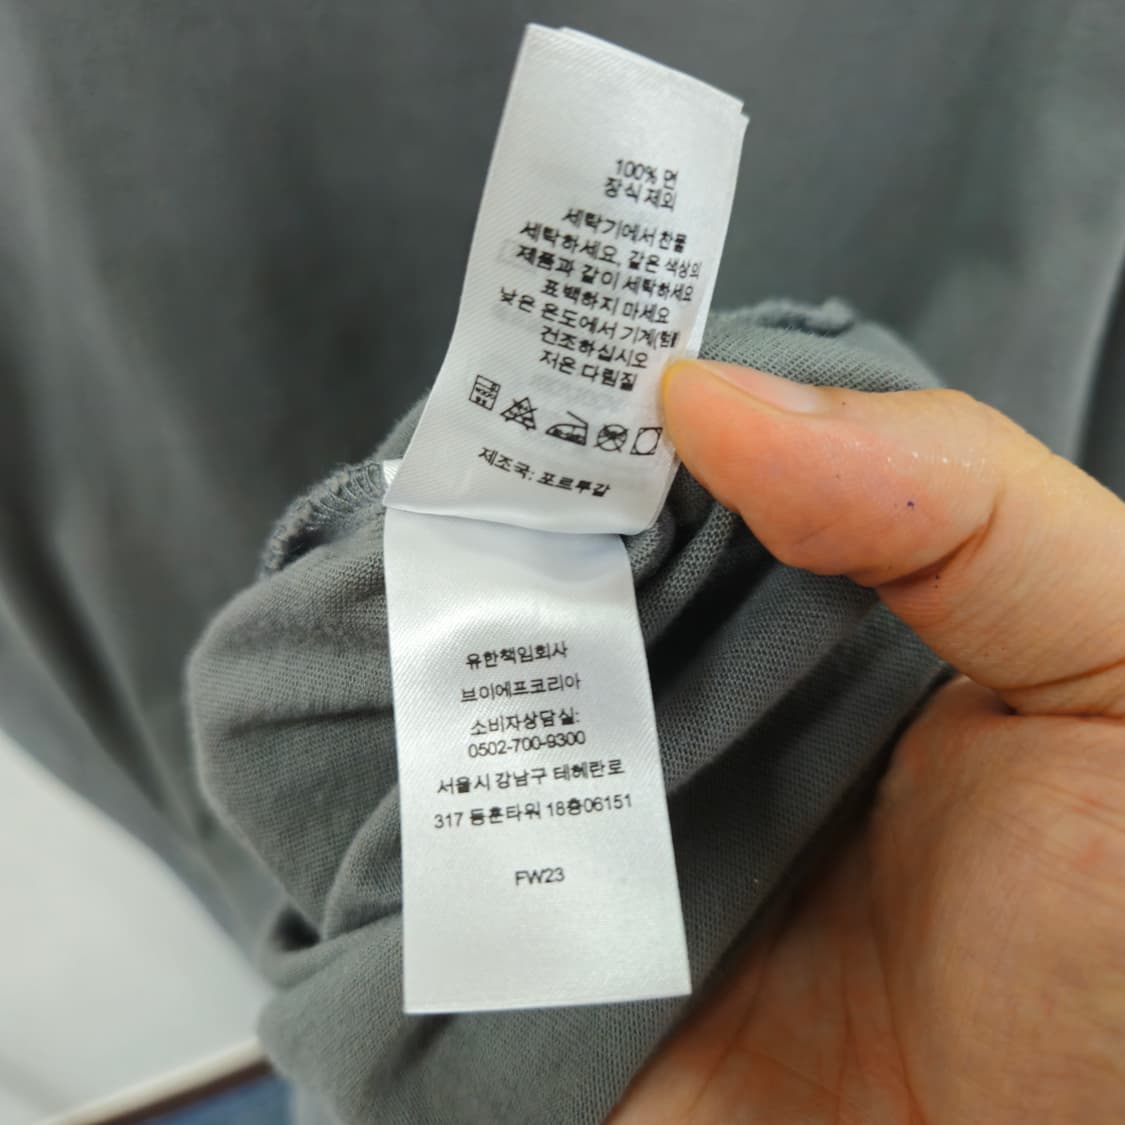 100% 면
장식 제외
세탁기에서 찬물
세탁하세요, 같은 색상의
제품과 같이 세탁하세요
표백하지 마세요
낮은 온도에서 기계(텀블
건조하십시오
저온 다림질
제조국: 포르투갈
유한책임회사
브이에프코리아
소비자상담실:
0502-700-9300
서울시 강남구 테헤란로
317 동훈타워 18층06151
FW23